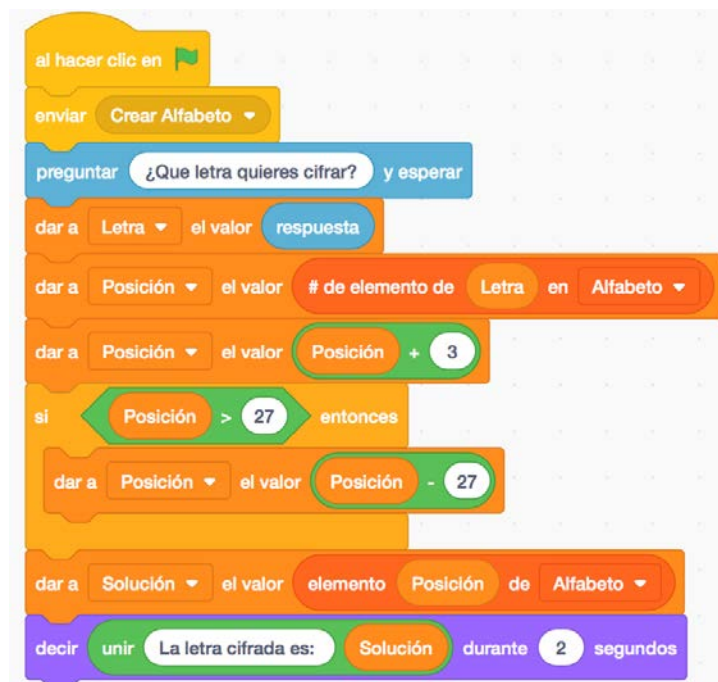 al hacer clic en
enviar Crear Alfabeto
preguntar ¿Que letra quieres cifrar? y esperar
dar a Letra el valor respuesta
dar a Posición el valor # de elemento de Letra en Alfabeto
dar a Posición el valor Posición + 3
si Posición > 27 entonces
dar a Posición el valor Posición - 27
dar a Solución el valor elemento Posición de Alfabeto
decir unir La letra cifrada es: Solución durante 2 segundos